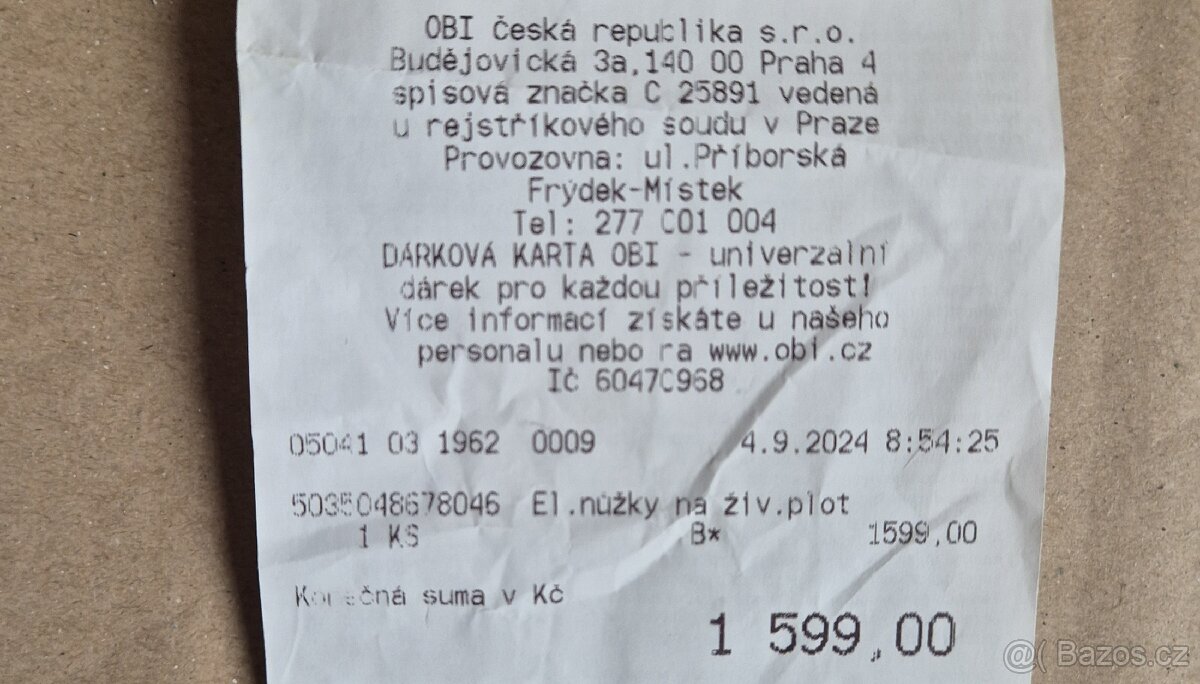 OBI česká republika s.r.o.
Budějovická 3a,140 00 Praha 4
spisová značka C 25891 vedená
u rejstříkového soudu v Praze
Provozovna: ul.Příborská
Frýdek-Místek
Tel: 277 001 004
DÁRKOVÁ KARTA OBI - univerzální
dárek pro každou příležitost!
Více informací získáte u našeho
personalu nebo na www.obi.cz
IČ 60470968
05041 03 1962 0009 4.9.2024 8:54:25
5035048678046 El.nůžky na živ.plot
1 KS B* 1599,00
Konečná suma v Kč
1 599,00
@( Bazos.cz